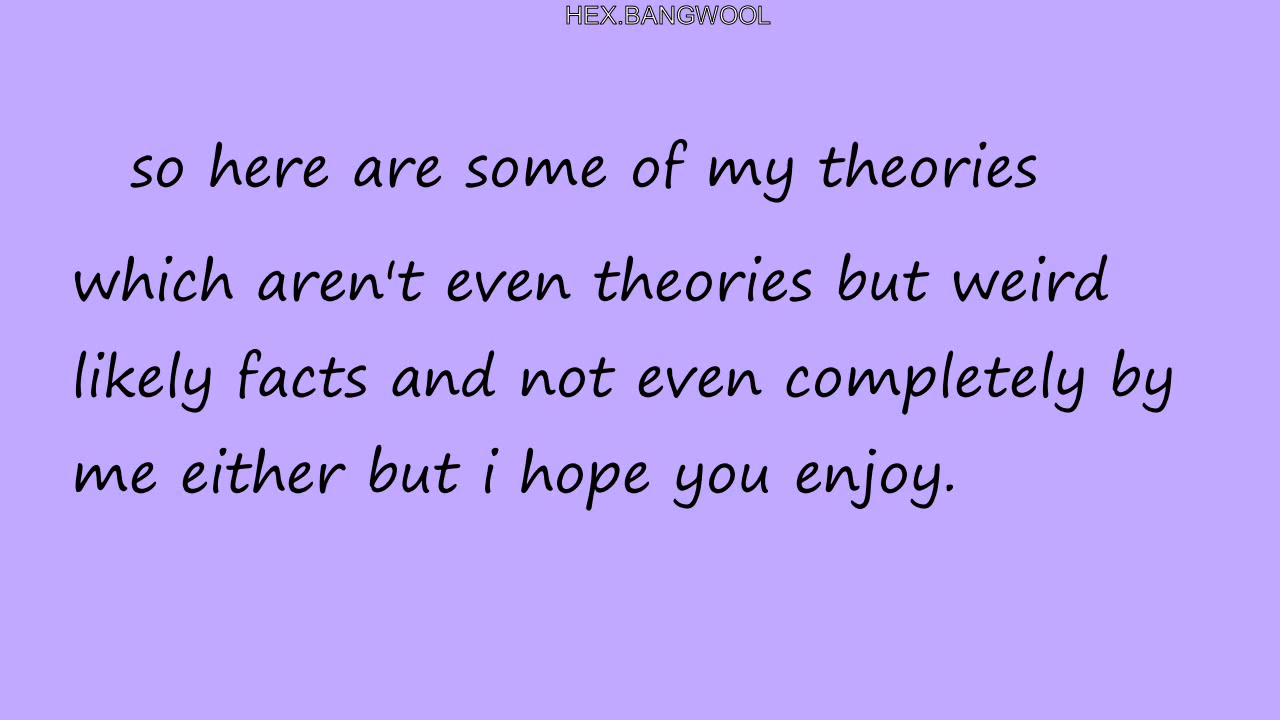 HEX.BANGWOOL
so here are some of my theories
which aren't even theories but weird
likely facts and not even completely by
me either but i hope you enjoy.